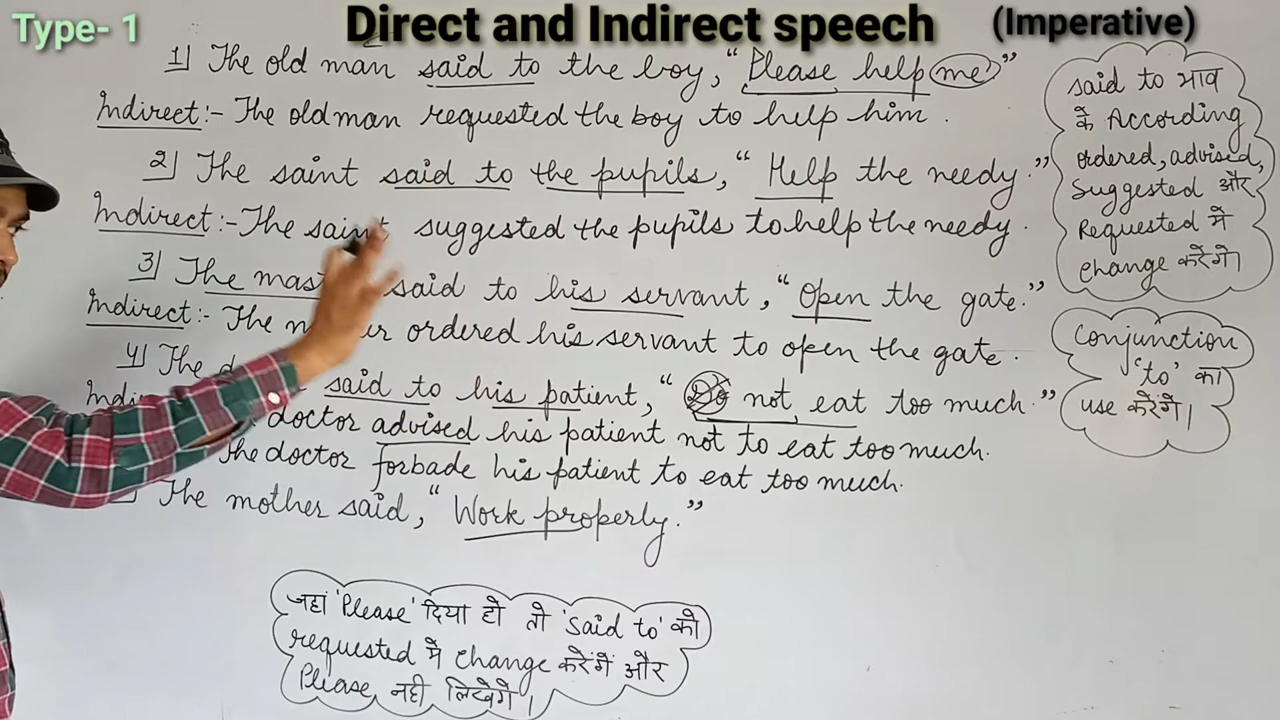 Type- 1
Direct and Indirect speech
(Imperative)
1) The old man said to the boy, "Please help me."
Indirect:- The old man requested the boy to help him.
2) The saint said to the pupils, "Help the needy."
Indirect:- The saint suggested the pupils to help the needy.
3) The said to his servant, "Open the gate."
Indirect:- The ordered his servant to open the gate.
4) The said to his patient, "Do not eat too much."
doctor advised his patient not to eat too much.
The doctor forbade his patient to eat too much.
The mother said, "Work properly."
said to भाव
के According
ordered, advised,
Suggested और
Requested मे
change करेंगे।
Conjunction
'to' का
use करेंगे।
जहां 'Please' दिया हो तो 'Said to' को
requested मे change करेंगें और
Please नही लिखेगे।